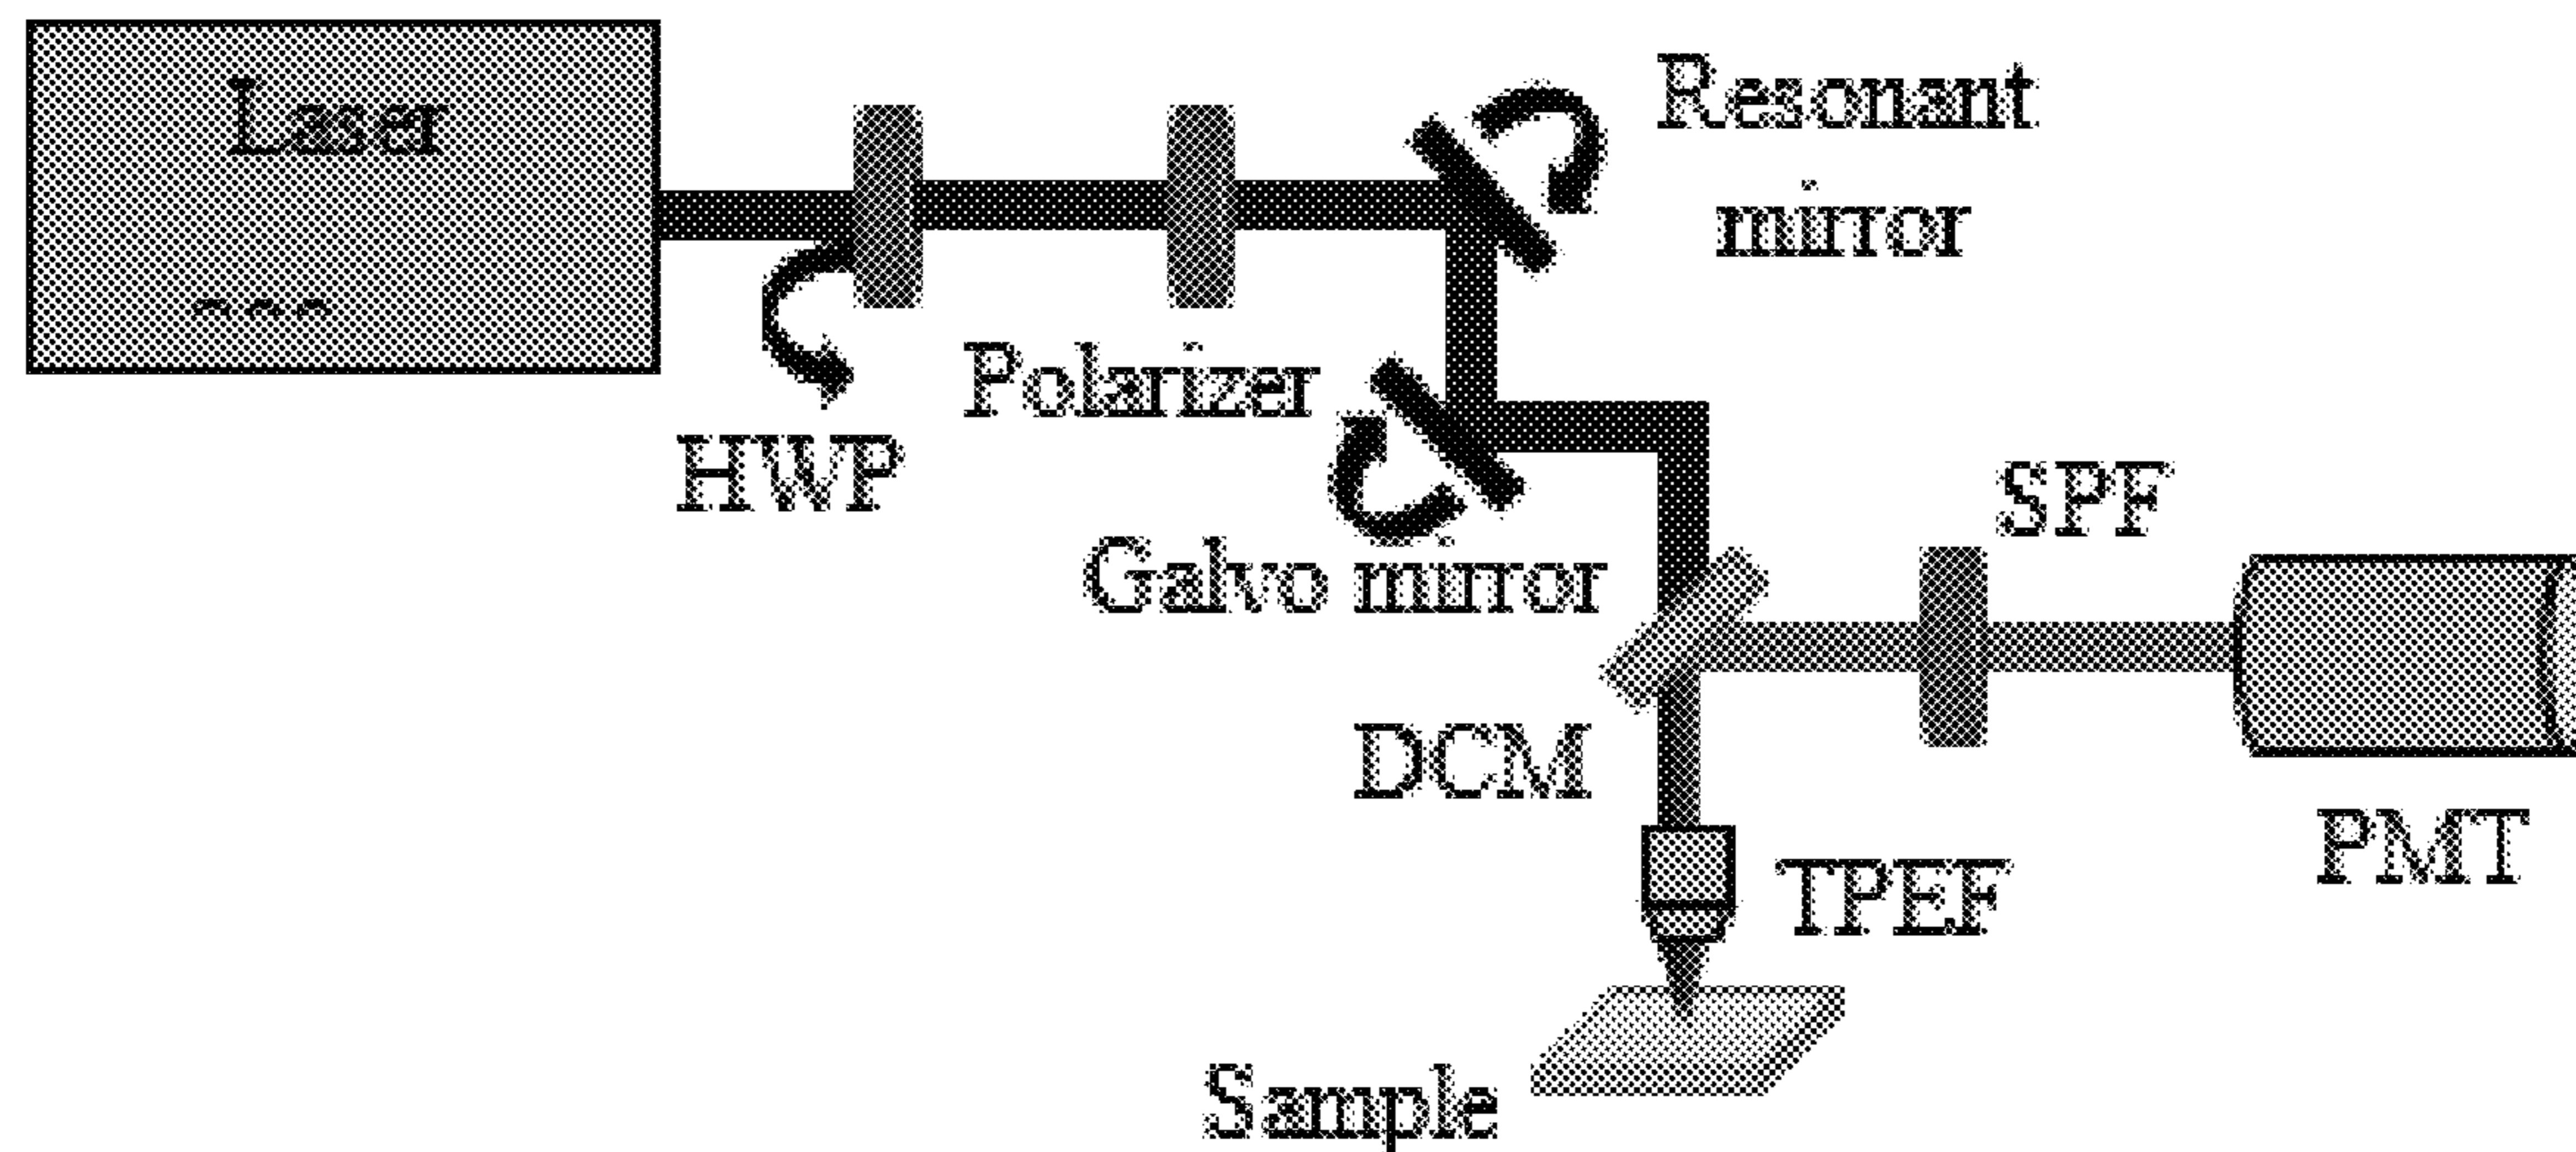 Laser
Resonant
mirror
Polarizer
HWP
SPF
Galvo mirror
DCM
PMT
TPEF
Sample